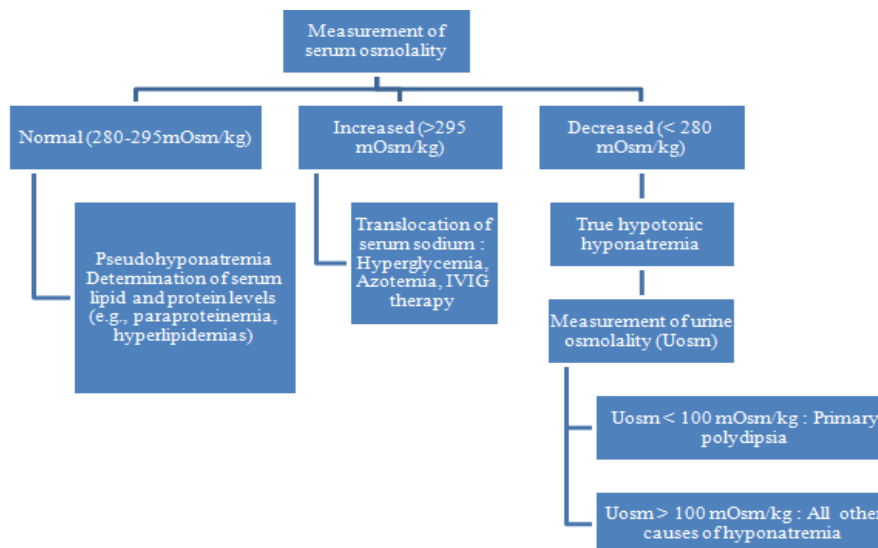 Measurement of
serum osmolality
Normal (280-295mOsm/kg)
Increased (>295
mOsm/kg)
Decreased (< 280
mOsm/kg)
Pseudohyponatremia
Determination of serum
lipid and protein levels
(e.g., paraproteinemia,
hyperlipidemias)
Translocation of
serum sodium :
Hyperglycemia,
Azotemia, IVIG
therapy
True hypotonic
hyponatremia
Measurement of urine
osmolality (Uosm)
Uosm < 100 mOsm/kg : Primary
polydipsia
Uosm > 100 mOsm/kg : All other
causes of hyponatremia